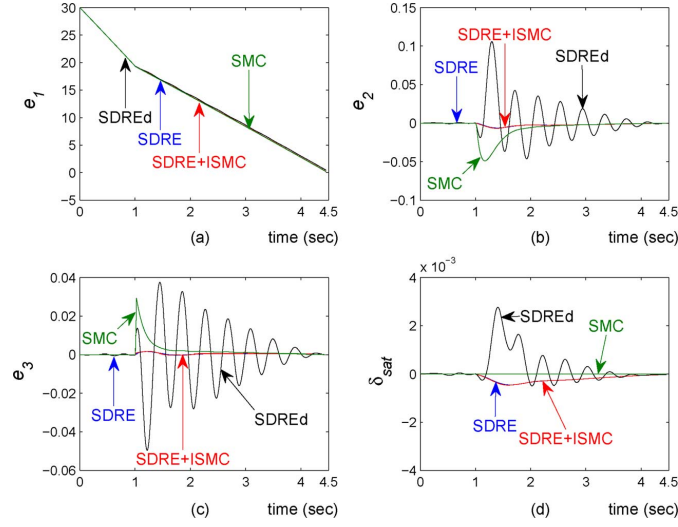 30
25
20
15
10
5
0
−5
e1
SMC
SDREd
SDRE
SDRE+ISMC
0 1 2 3 4 4.5
time (sec)
(a)
0.15
0.1
0.05
0
−0.05
−0.1
e2
SDRE+ISMC
SDREd
SDRE
SMC
0 1 2 3 4 4.5
time (sec)
(b)
0.04
0.02
0
−0.02
−0.04
−0.06
e3
SMC
SDRE
SDREd
SDRE+ISMC
0 1 2 3 4 4.5
time (sec)
(c)
x 10−3
4
2
0
−2
−4
δsat
SDREd
SMC
SDRE
SDRE+ISMC
0 1 2 3 4 4.5
time (sec)
(d)